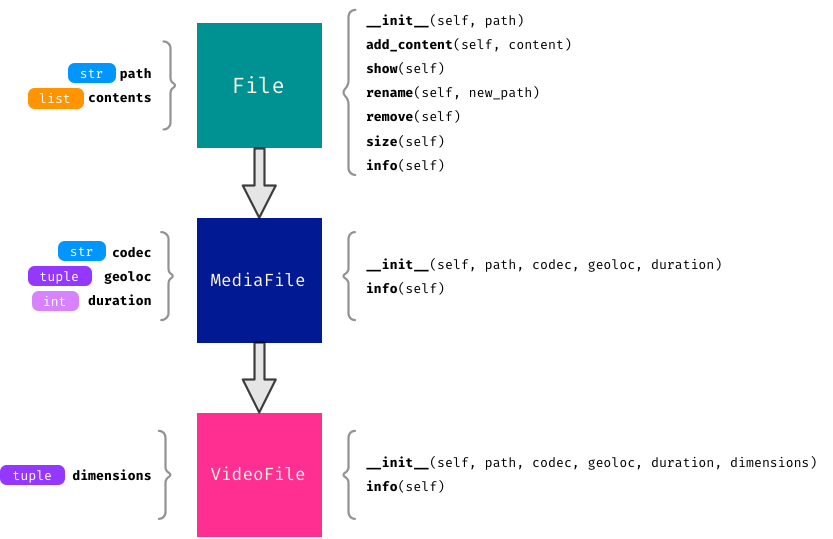 str path
list contents
File
__init__(self, path)
add_content(self, content)
show(self)
rename(self, new_path)
remove(self)
size(self)
info(self)
str codec
tuple geoloc
int duration
MediaFile
__init__(self, path, codec, geoloc, duration)
info(self)
tuple dimensions
VideoFile
__init__(self, path, codec, geoloc, duration, dimensions)
info(self)